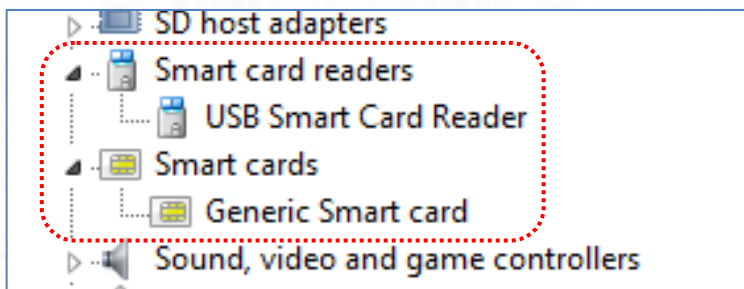 SD host adapters
Smart card readers
USB Smart Card Reader
Smart cards
Generic Smart card
Sound, video and game controllers